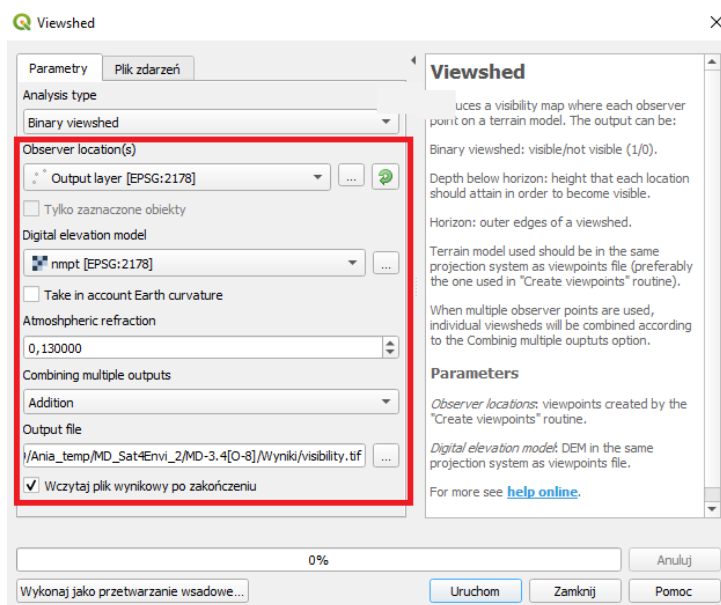 Viewshed
Parametry
Plik zdarzeń
Analysis type
Binary viewshed
Observer location(s)
Output layer [EPSG:2178]
...
Tylko zaznaczone obiekty
Digital elevation model
nmpt [EPSG:2178]
...
Take in account Earth curvature
Atmoshpheric refraction
0,130000
Combining multiple outputs
Addition
Output file
/Ania_temp/MD_Sat4Envi_2/MD-3.4[O-8]/Wyniki/visibility.tif
...
Wczytaj plik wynikowy po zakończeniu
Viewshed
uces a visibility map where each observer
point on a terrain model. The output can be:
Binary viewshed: visible/not visible (1/0).
Depth below horizon: height that each location
should attain in order to become visible.
Horizon: outer edges of a viewshed.
Terrain model used should be in the same
projection system as viewpoints file (preferably
the one used in "Create viewpoints" routine).
When multiple observer points are used,
individual viewsheds will be combined according
to the Combinig multiple ouptuts option.
Parameters
Observer locations: viewpoints created by the
"Create viewpoints" routine.
Digital elevation model: DEM in the same
projection system as viewpoints file.
For more see help online.
0%
Anuluj
Wykonaj jako przetwarzanie wsadowe...
Uruchom
Zamknij
Pomoc